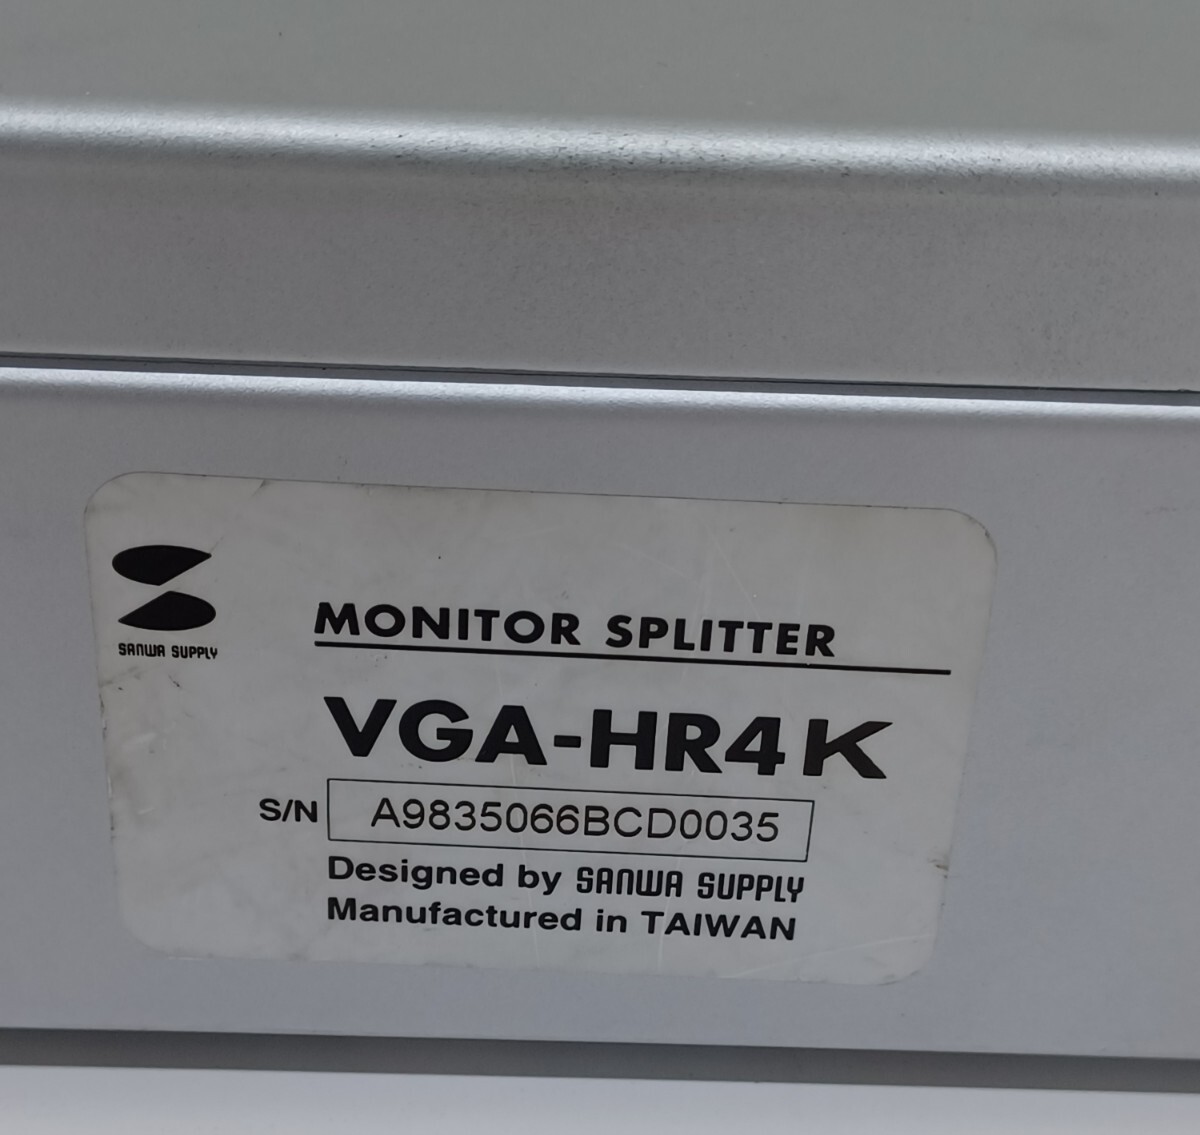 SANWA SUPPLY
MONITOR SPLITTER
VGA-HR4K
S/N A9835066BCD0035
Designed by SANWA SUPPLY
Manufactured in TAIWAN